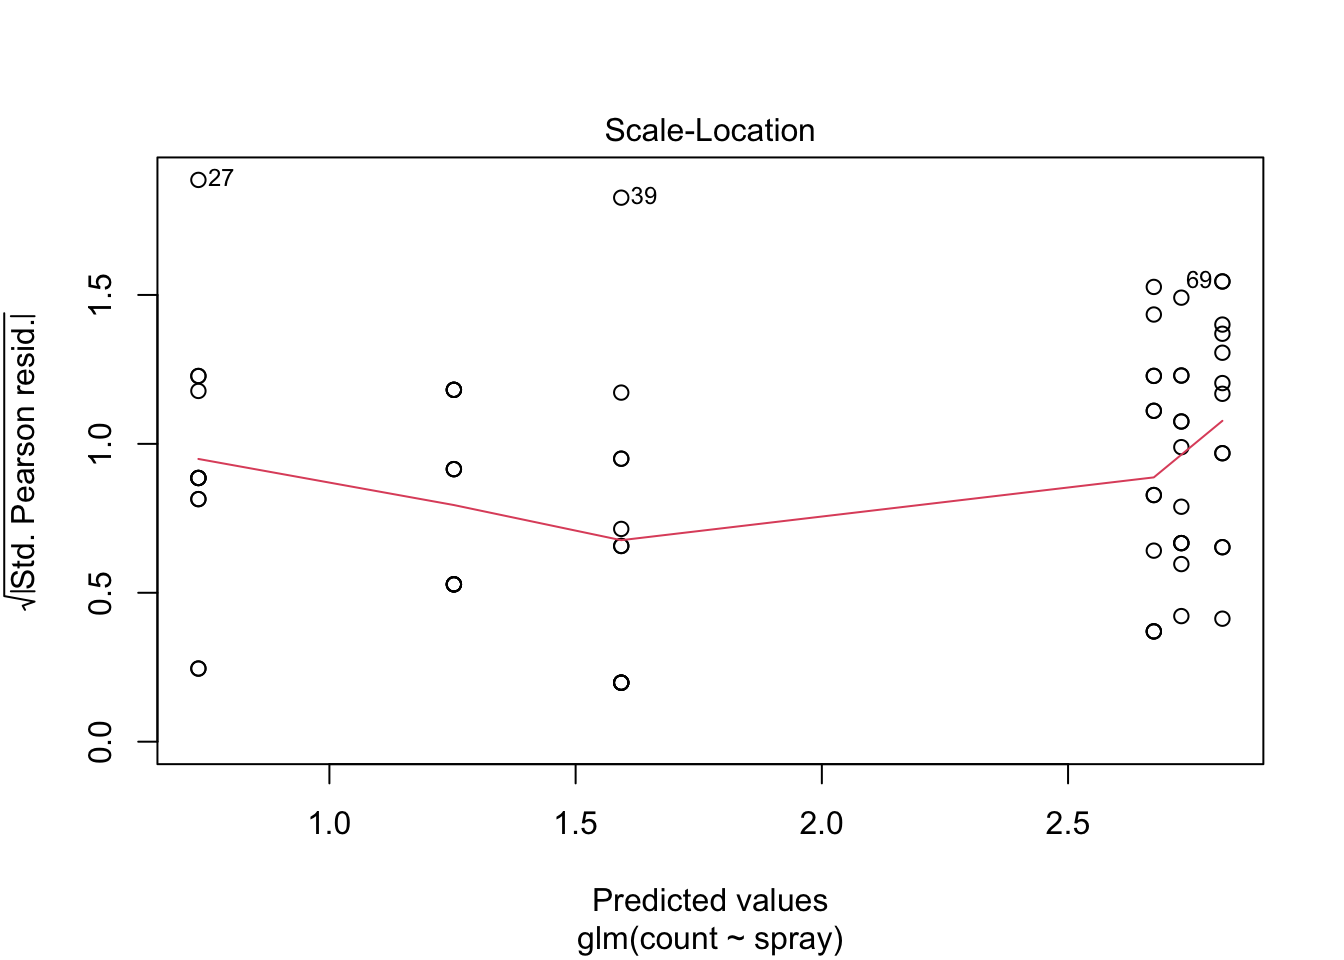 Scale-Location
27
39
69
1.5
1.0
0.5
0.0
√|Std. Pearson resid.|
1.0 1.5 2.0 2.5
Predicted values
glm(count ~ spray)